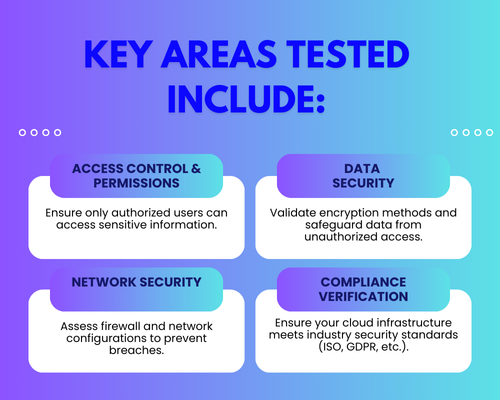 KEY AREAS TESTED
INCLUDE:
ACCESS CONTROL &
PERMISSIONS
Ensure only authorized users can
access sensitive information.
DATA
SECURITY
Validate encryption methods and
safeguard data from
unauthorized access.
NETWORK SECURITY
Assess firewall and network
configurations to prevent
breaches.
COMPLIANCE
VERIFICATION
Ensure your cloud infrastructure
meets industry security standards
(ISO, GDPR, etc.).